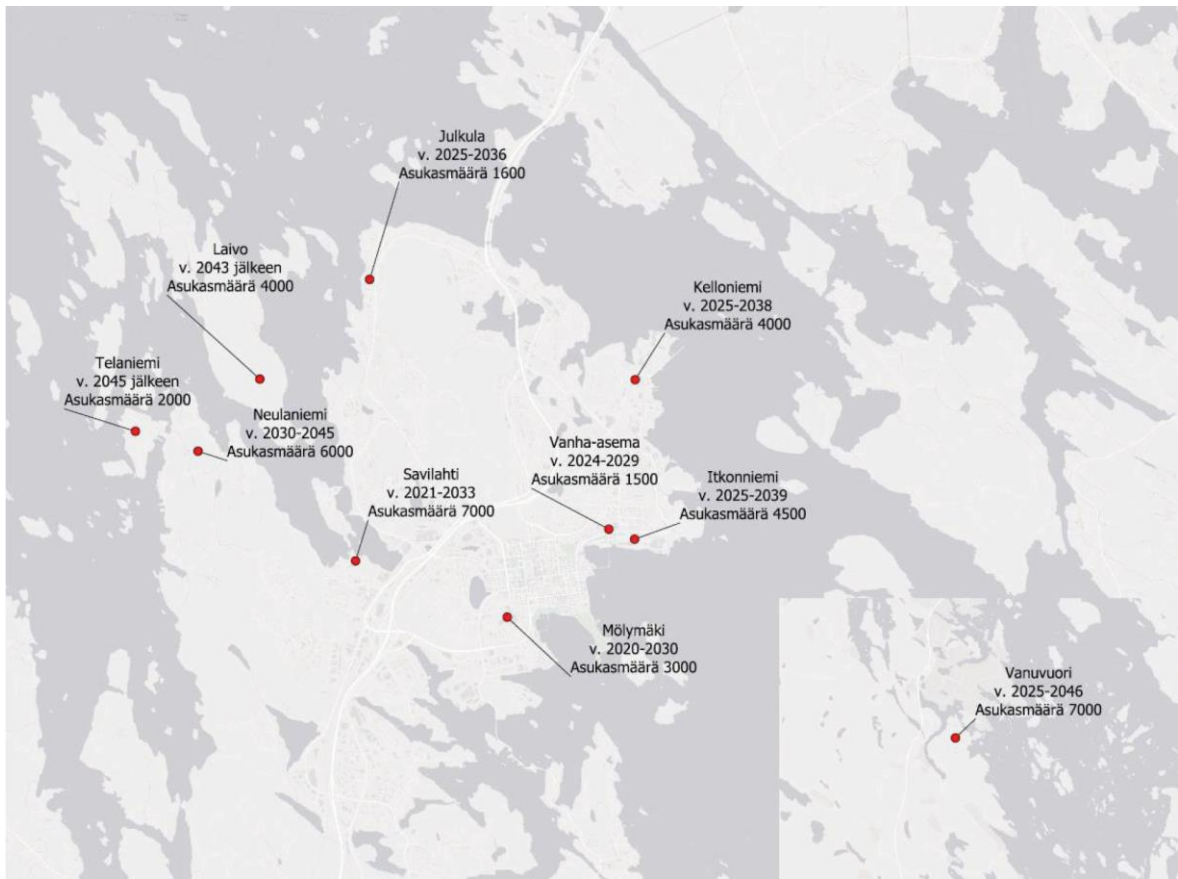 Julkula
v. 2025-2036
Asukasmäärä 1600
Laivo
v. 2043 jälkeen
Asukasmäärä 4000
Kelloniemi
v. 2025-2038
Asukasmäärä 4000
Telaniemi
v. 2045 jälkeen
Asukasmäärä 2000
Neulaniemi
v. 2030-2045
Asukasmäärä 6000
Vanha-asema
v. 2024-2029
Asukasmäärä 1500
Savilahti
v. 2021-2033
Asukasmäärä 7000
Itkonniemi
v. 2025-2039
Asukasmäärä 4500
Mölymäki
v. 2020-2030
Asukasmäärä 3000
Vanuvuori
v. 2025-2046
Asukasmäärä 7000